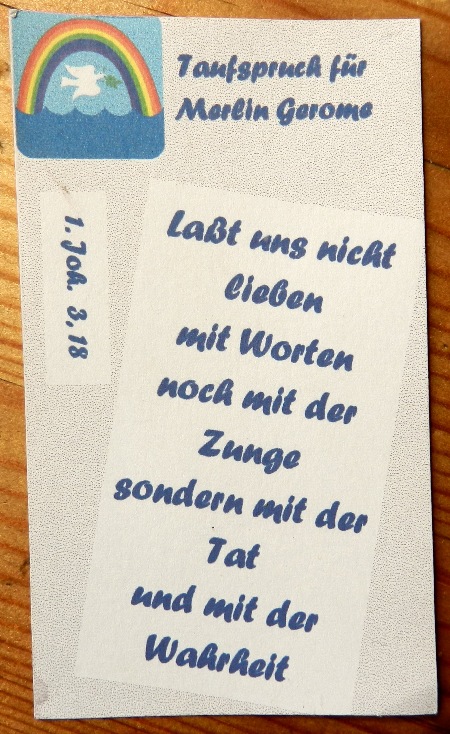 Taufspruch für
Merlin Gerome
1. Joh. 3, 18
Laßt uns nicht
lieben
mit Worten
noch mit der
Zunge
sondern mit der
Tat
und mit der
Wahrheit